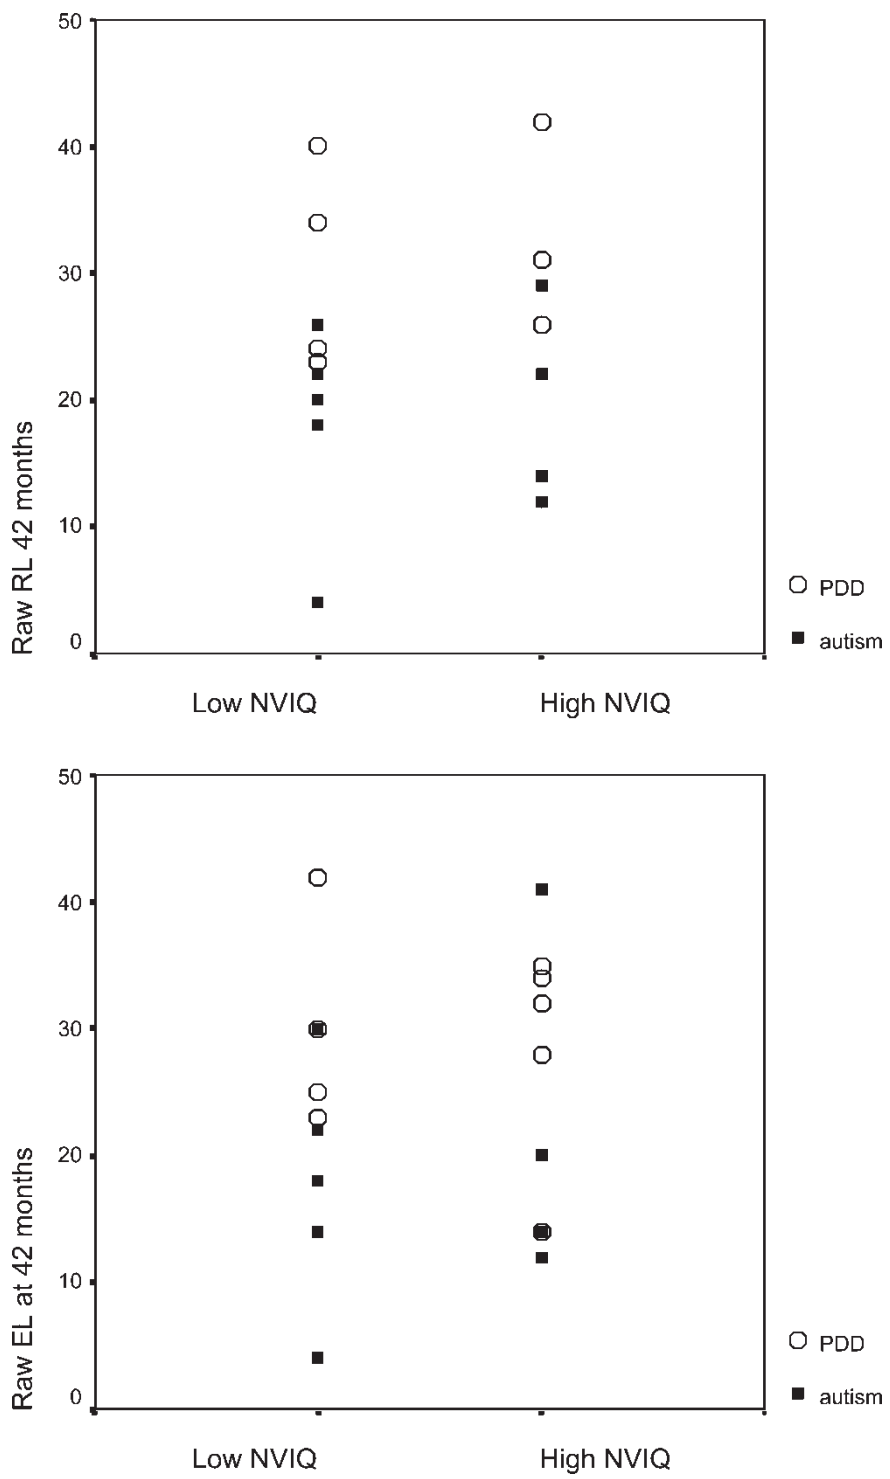 50
40
30
20
10
0
Raw RL 42 months
Low NVIQ
High NVIQ
PDD
autism
50
40
30
20
10
0
Raw EL at 42 months
Low NVIQ
High NVIQ
PDD
autism